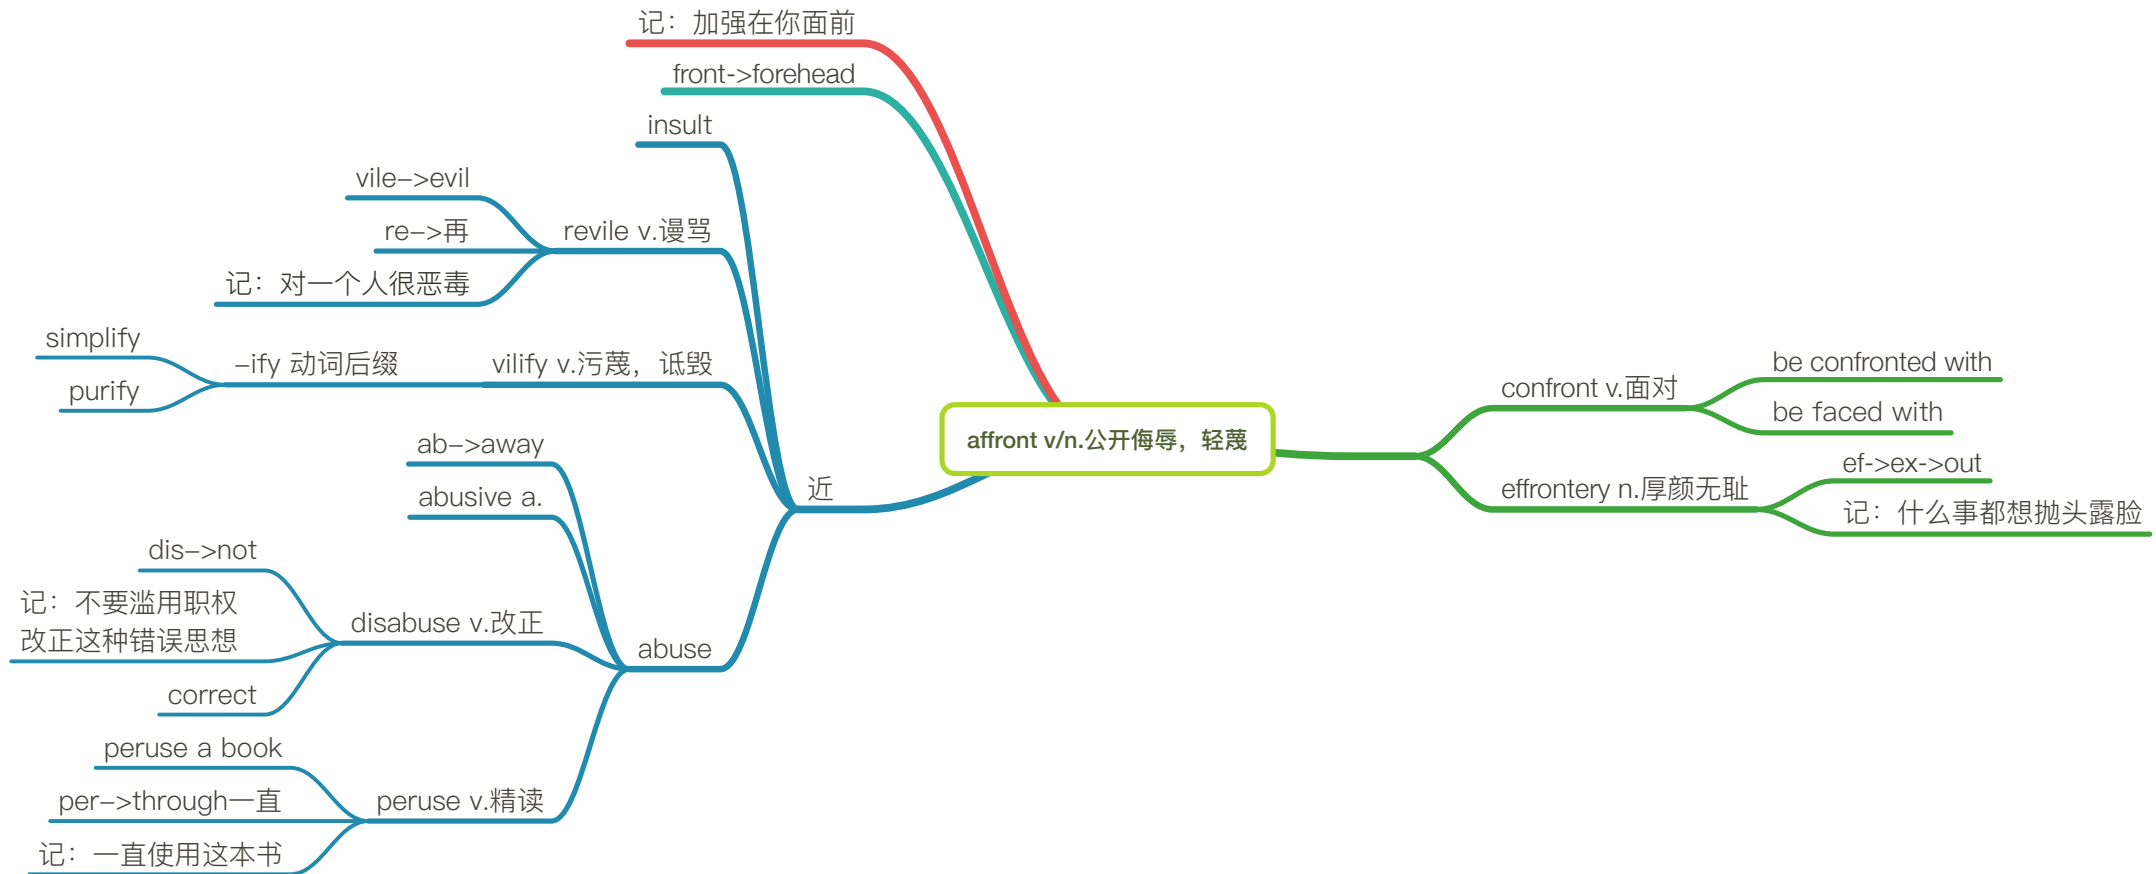 记：加强在你面前
front->forehead
insult
vile->evil
re->再
revile v.谩骂
记：对一个人很恶毒
simplify
-ify 动词后缀
vilify v.污蔑，诋毁
purify
近
ab->away
abusive a.
dis->not
记：不要滥用职权
改正这种错误思想
disabuse v.改正
correct
abuse
peruse a book
per->through一直
peruse v.精读
记：一直使用这本书
affront v/n.公开侮辱，轻蔑
confront v.面对
be confronted with
be faced with
effrontery n.厚颜无耻
ef->ex->out
记：什么事都想抛头露脸